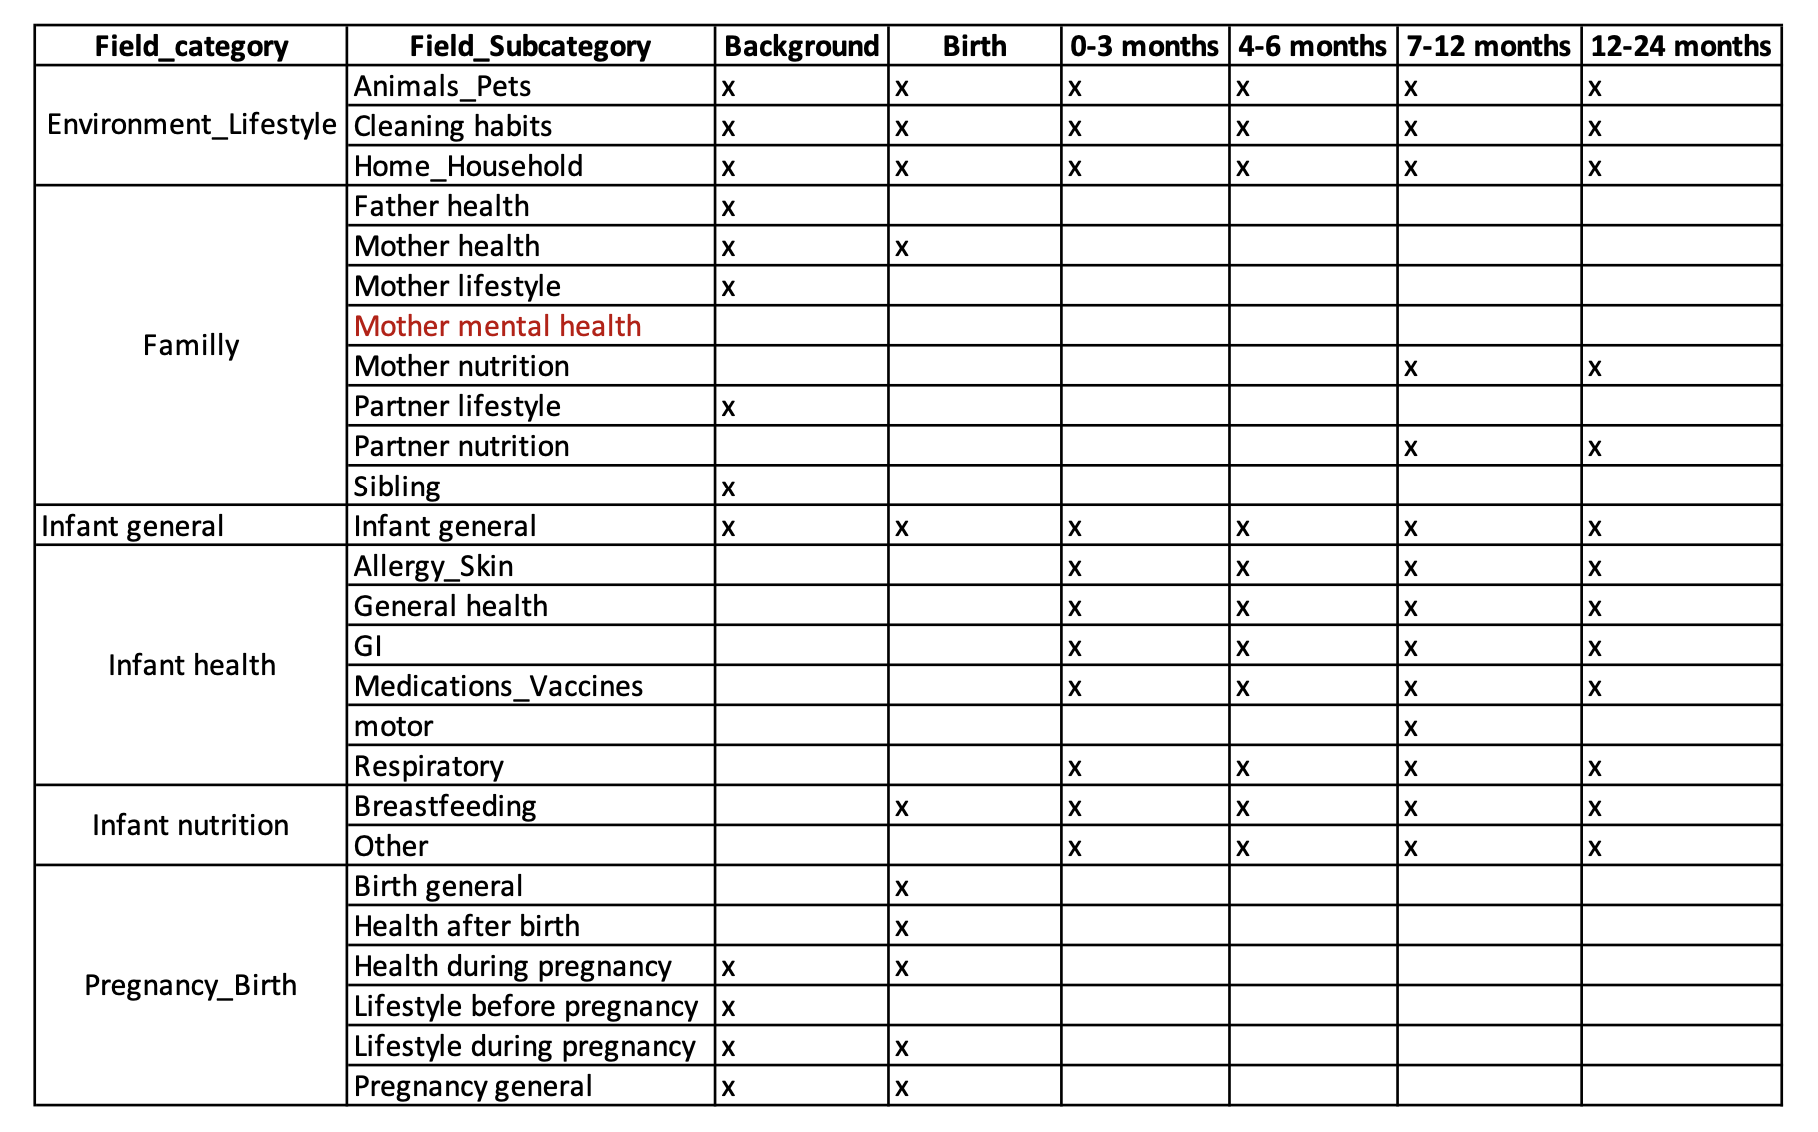 Field_category Field_Subcategory Background Birth 0-3 months 4-6 months 7-12 months 12-24 months
Environment_Lifestyle Animals_Pets x x x x x x
Cleaning habits x x x x x x
Home_Household x x x x x x
Familly Father health x
Mother health x x
Mother lifestyle x
Mother mental health
Mother nutrition x x
Partner lifestyle x
Partner nutrition x x
Sibling x
Infant general Infant general x x x x x x
Infant health Allergy_Skin x x x x
General health x x x x
GI x x x x
Medications_Vaccines x x x x
motor x
Respiratory x x x x
Infant nutrition Breastfeeding x x x x x
Other x x x x
Pregnancy_Birth Birth general x
Health after birth x
Health during pregnancy x x
Lifestyle before pregnancy x
Lifestyle during pregnancy x x
Pregnancy general x x